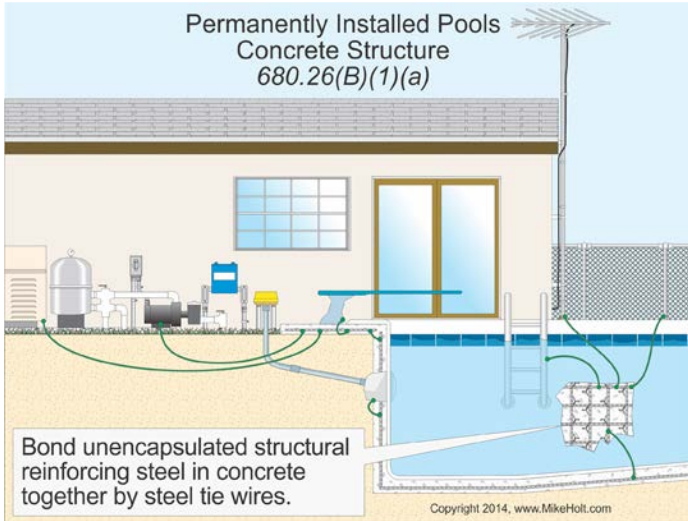 Permanently Installed Pools
Concrete Structure
680.26(B)(1)(a)
Bond unencapsulated structural
reinforcing steel in concrete
together by steel tie wires.
Copyright 2014, www.MikeHolt.com